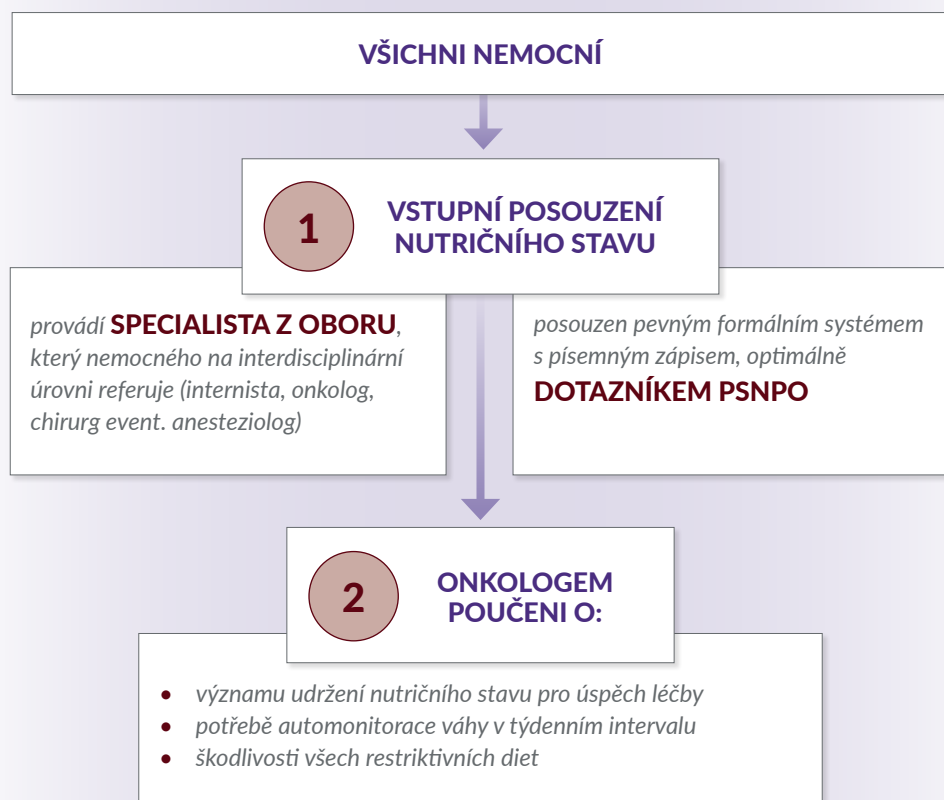 VŠICHNI NEMOCNÍ
1
VSTUPNÍ POSOUZENÍ
NUTRIČNÍHO STAVU
provádí SPECIALISTA Z OBORU,
který nemocného na interdisciplinární
úrovni referuje (internista, onkolog,
chirurg event. anesteziolog)
posouzen pevným formálním systémem
s písemným zápisem, optimálně
DOTAZNÍKEM PSNPO
2
ONKOLOGEM
POUČENI O:
• významu udržení nutričního stavu pro úspěch léčby
• potřebě automonitorace váhy v týdenním intervalu
• škodlivosti všech restriktivních diet